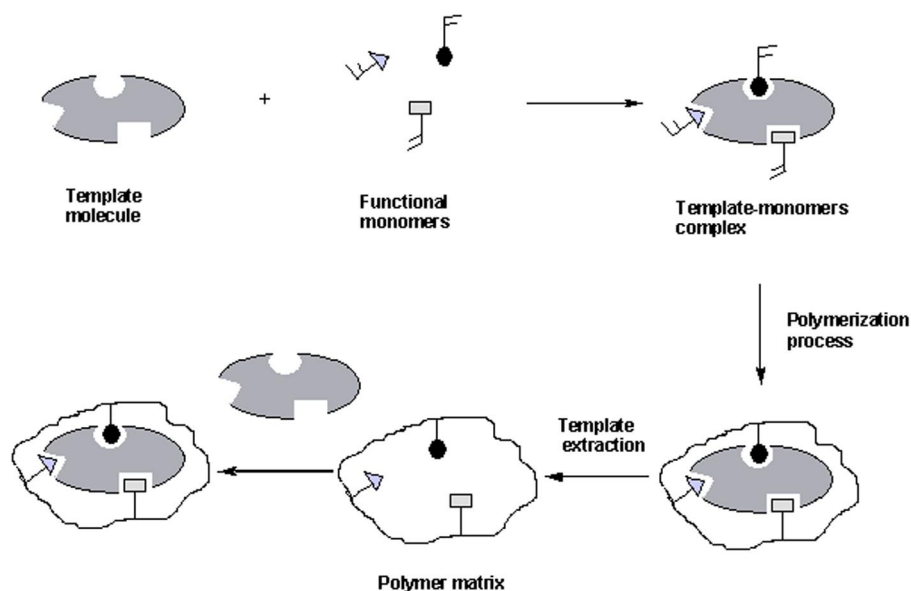 +
Template
molecule
Functional
monomers
Template-monomers
complex
Polymerization
process
Template
extraction
Polymer matrix